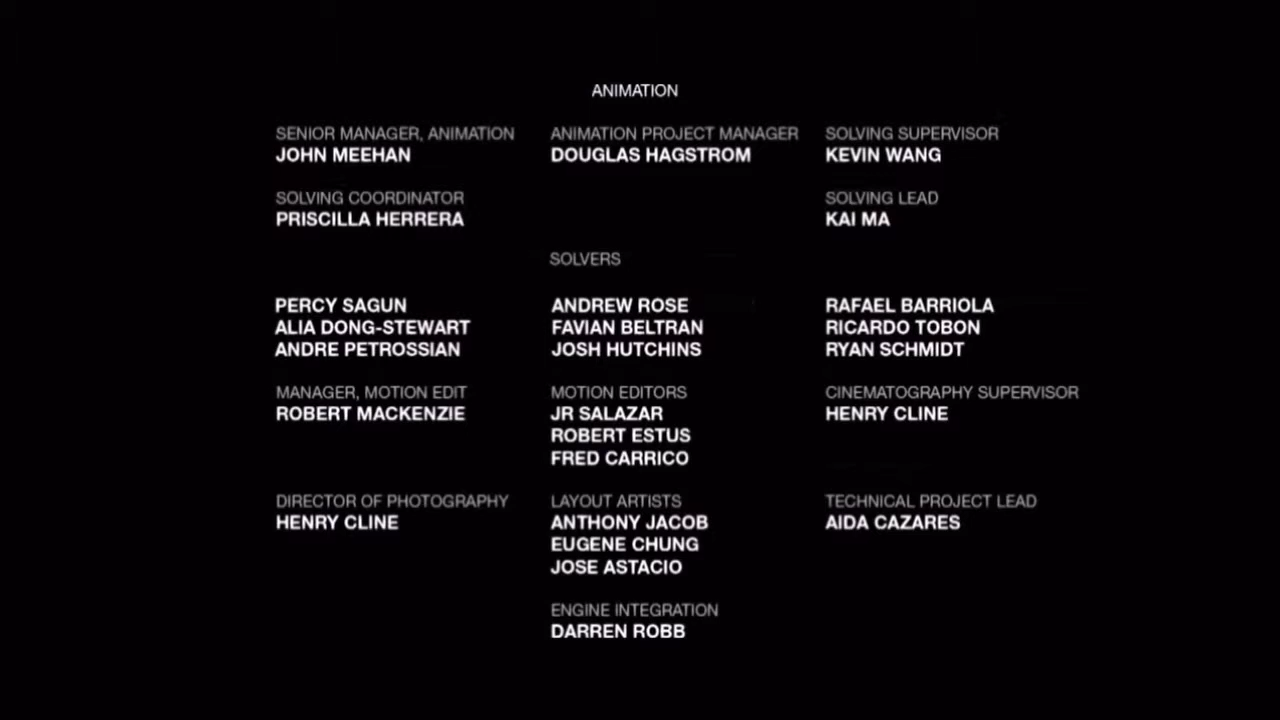 ANIMATION
SENIOR MANAGER, ANIMATION
JOHN MEEHAN
ANIMATION PROJECT MANAGER
DOUGLAS HAGSTROM
SOLVING SUPERVISOR
KEVIN WANG
SOLVING COORDINATOR
PRISCILLA HERRERA
SOLVING LEAD
KAI MA
SOLVERS
PERCY SAGUN
ALIA DONG-STEWART
ANDRE PETROSSIAN
ANDREW ROSE
FAVIAN BELTRAN
JOSH HUTCHINS
RAFAEL BARRIOLA
RICARDO TOBON
RYAN SCHMIDT
MANAGER, MOTION EDIT
ROBERT MACKENZIE
MOTION EDITORS
JR SALAZAR
ROBERT ESTUS
FRED CARRICO
CINEMATOGRAPHY SUPERVISOR
HENRY CLINE
DIRECTOR OF PHOTOGRAPHY
HENRY CLINE
LAYOUT ARTISTS
ANTHONY JACOB
EUGENE CHUNG
JOSE ASTACIO
TECHNICAL PROJECT LEAD
AIDA CAZARES
ENGINE INTEGRATION
DARREN ROBB